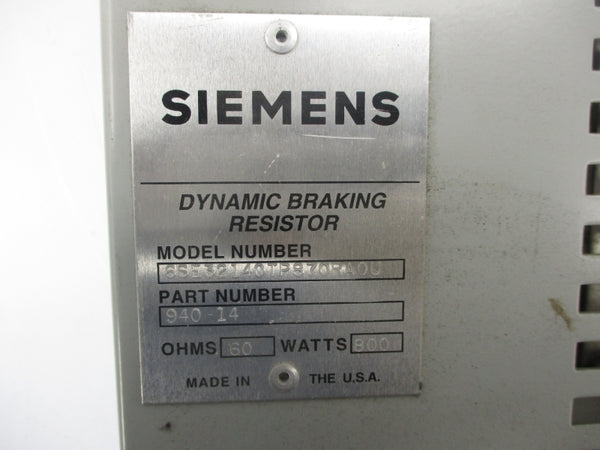 SIEMENS
DYNAMIC BRAKING
RESISTOR
MODEL NUMBER
PART NUMBER
940-14
OHMS 60 WATTS 800
MADE IN THE U.S.A.